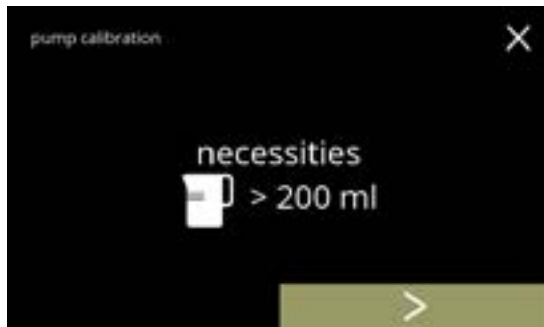 pump calibration
necessities
> 200 ml